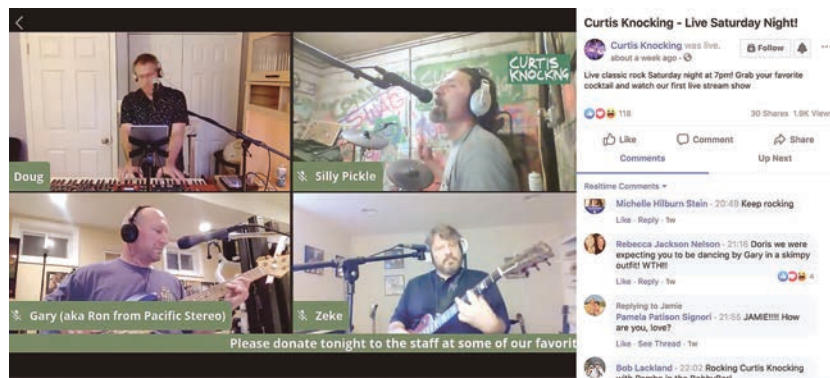 Doug
CURTIS
KNOCKING
Silly Pickle
Gary (aka Ron from Pacific Stereo)
Zeke
Please donate tonight to the staff at some of our favorit
Curtis Knocking - Live Saturday Night!
Curtis Knocking was live.
about a week ago
Follow
Live classic rock Saturday night at 7pm! Grab your favorite
cocktail and watch our first live stream show
118
30 Shares 1.9K View
Like Comment Share
Comments Up Next
Realtime Comments
Michelle Hilburn Stein · 20:49 Keep rocking
Like · Reply · 1w
Rebecca Jackson Nelson · 21:16 Doris we were
expecting you to be dancing by Gary in a skimpy
outfit! WTH!!
4
Like · Reply · 1w
Replying to Jamie
Pamela Patison Signori · 21:55 JAMIE!!!! How
are you, love?
Like · See Thread · 1w
Bob Lackland · 22:02 Rocking Curtis Knocking